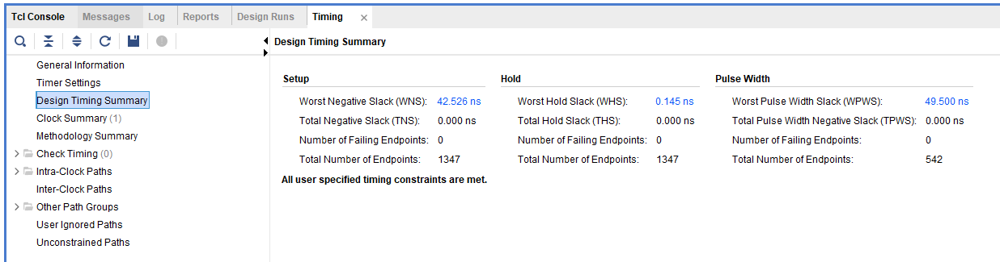 Tcl Console Messages Log Reports Design Runs Timing ×
Design Timing Summary
General Information
Timer Settings
Design Timing Summary
Clock Summary (1)
Methodology Summary
Check Timing (0)
Intra-Clock Paths
Inter-Clock Paths
Other Path Groups
User Ignored Paths
Unconstrained Paths
Setup Hold Pulse Width
Worst Negative Slack (WNS): 42.526 ns Worst Hold Slack (WHS): 0.145 ns Worst Pulse Width Slack (WPWS): 49.500 ns
Total Negative Slack (TNS): 0.000 ns Total Hold Slack (THS): 0.000 ns Total Pulse Width Negative Slack (TPWS): 0.000 ns
Number of Failing Endpoints: 0 Number of Failing Endpoints: 0 Number of Failing Endpoints: 0
Total Number of Endpoints: 1347 Total Number of Endpoints: 1347 Total Number of Endpoints: 542
All user specified timing constraints are met.